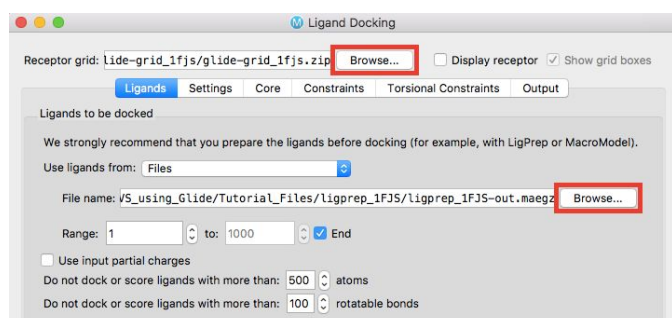 Ligand Docking
Receptor grid: lide-grid_1fjs/glide-grid_1fjs.zip Browse... Display receptor Show grid boxes
Ligands Settings Core Constraints Torsional Constraints Output
Ligands to be docked
We strongly recommend that you prepare the ligands before docking (for example, with LigPrep or MacroModel).
Use ligands from: Files
File name: VS_using_Glide/Tutorial_Files/ligprep_1FJS/ligprep_1FJS-out.maegz Browse...
Range: 1 to: 1000 End
Use input partial charges
Do not dock or score ligands with more than: 500 atoms
Do not dock or score ligands with more than: 100 rotatable bonds